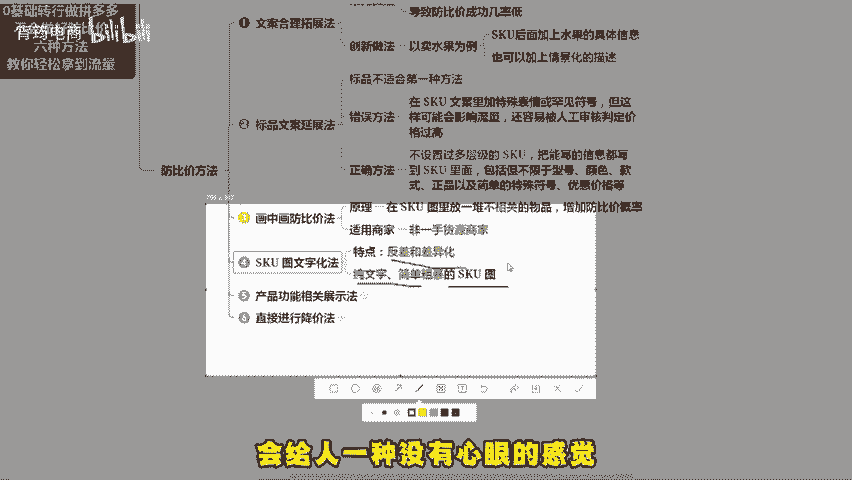 0基础转行做拼多多
六种方法
教你轻松拿到流量
宵药电商 bilibili
防比价方法
1 文案合理拓展法
导致防比价成功几率低
创新做法
以卖水果为例
SKU后面加上水果的具体信息
也可以加上情景化的描述
2 标品文案延展法
标品不适合第一种方法
错误方法
在 SKU 文案里加特殊表情或罕见符号，但这
样可能会影响流量，还容易被人工审核判定价
格过高
正确方法
不设置过多层级的 SKU，把能写的信息都写
到 SKU 里面，包括但不限于型号、颜色、款
式、正品以及简单的特殊符号、优惠价格等
画中画防比价法
原理
在 SKU 图里放一堆不相关的物品，增加防比价概率
适用商家
非一手货源商家
4 SKU 图文字化法
特点：反差和差异化
纯文字、简单粗暴的 SKU 图
5 产品功能相关展示法
6 直接进行降价法
会给人一种没有心眼的感觉